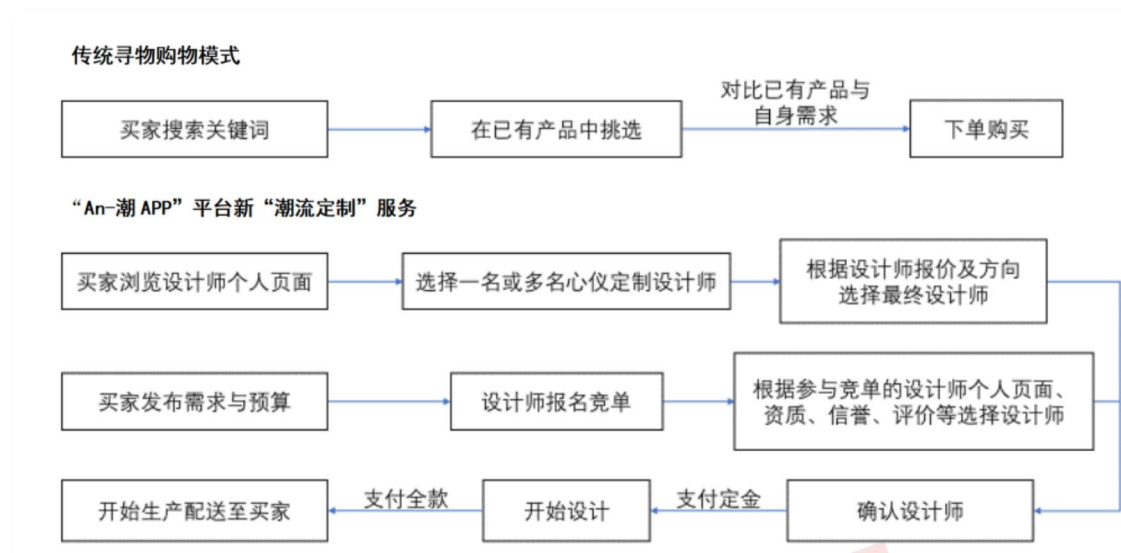 传统寻物购物模式
买家搜索关键词
在已有产品中挑选
对比已有产品与
自身需求
下单购买
“An-潮 APP”平台新“潮流定制”服务
买家浏览设计师个人页面
选择一名或多名心仪定制设计师
根据设计师报价及方向
选择最终设计师
买家发布需求与预算
设计师报名竞单
根据参与竞单的设计师个人页面、
资质、信誉、评价等选择设计师
开始生产配送至买家
支付全款
开始设计
支付定金
确认设计师